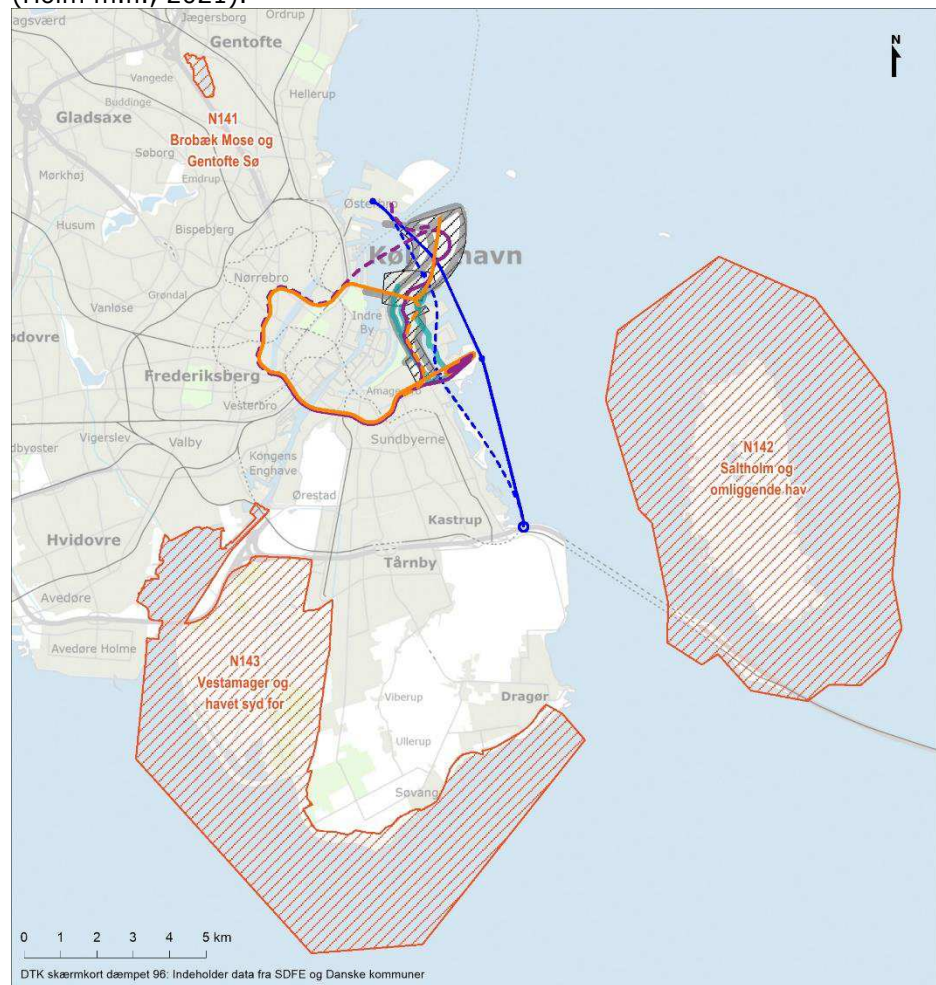 (Holm m.fl., 2021).
N
Jægersborg
Ordrup
Gentofte
Vangede
Hellerup
Buddinge
Gladsaxe
N141
Brobæk Mose og
Gentofte Sø
Søborg
Emdrup
Mørkhøj
Østerbro
Husum
Bispebjerg
København
Nørrebro
Grøndal
Vanløse
Indre
By
Frederiksberg
Amagerbro
Vesterbro
Vigerslev
Valby
Sundbyerne
Kongens
Enghave
Ørestad
N142
Saltholm og
omliggende hav
Hvidovre
Kastrup
Tårnby
Avedøre
Avedøre Holme
N143
Vestamager og
havet syd for
Viberup
Dragør
Ullerup
Søvang
0 1 2 3 4 5 km
DTK skærmkort dæmpet 96: Indeholder data fra SDFE og Danske kommuner